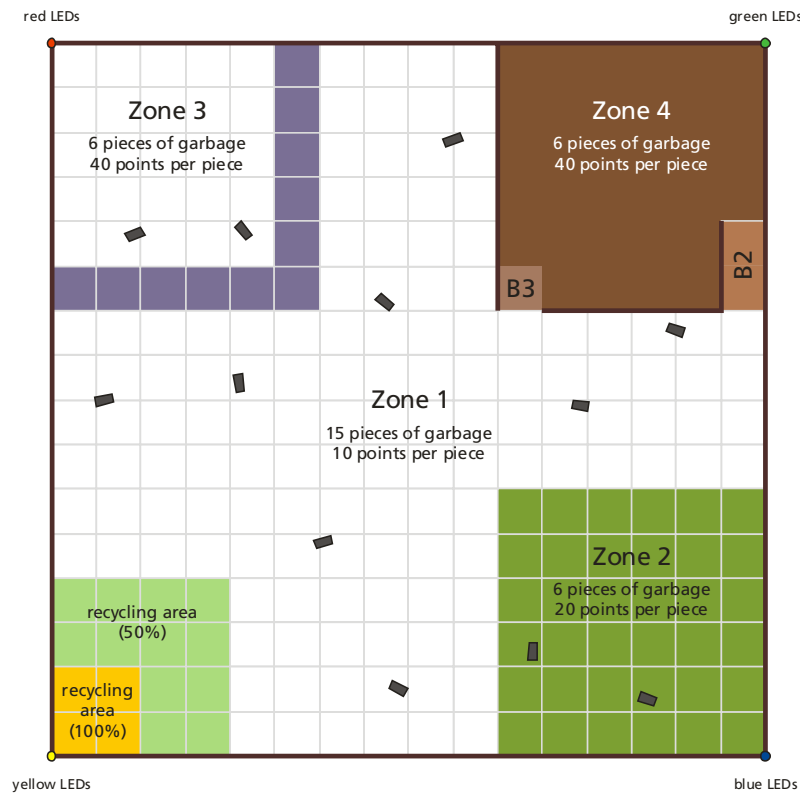 red LEDs
green LEDs
Zone 3
6 pieces of garbage
40 points per piece
Zone 4
6 pieces of garbage
40 points per piece
B2
B3
Zone 1
15 pieces of garbage
10 points per piece
Zone 2
6 pieces of garbage
20 points per piece
recycling area
(50%)
recycling
area
(100%)
yellow LEDs
blue LEDs